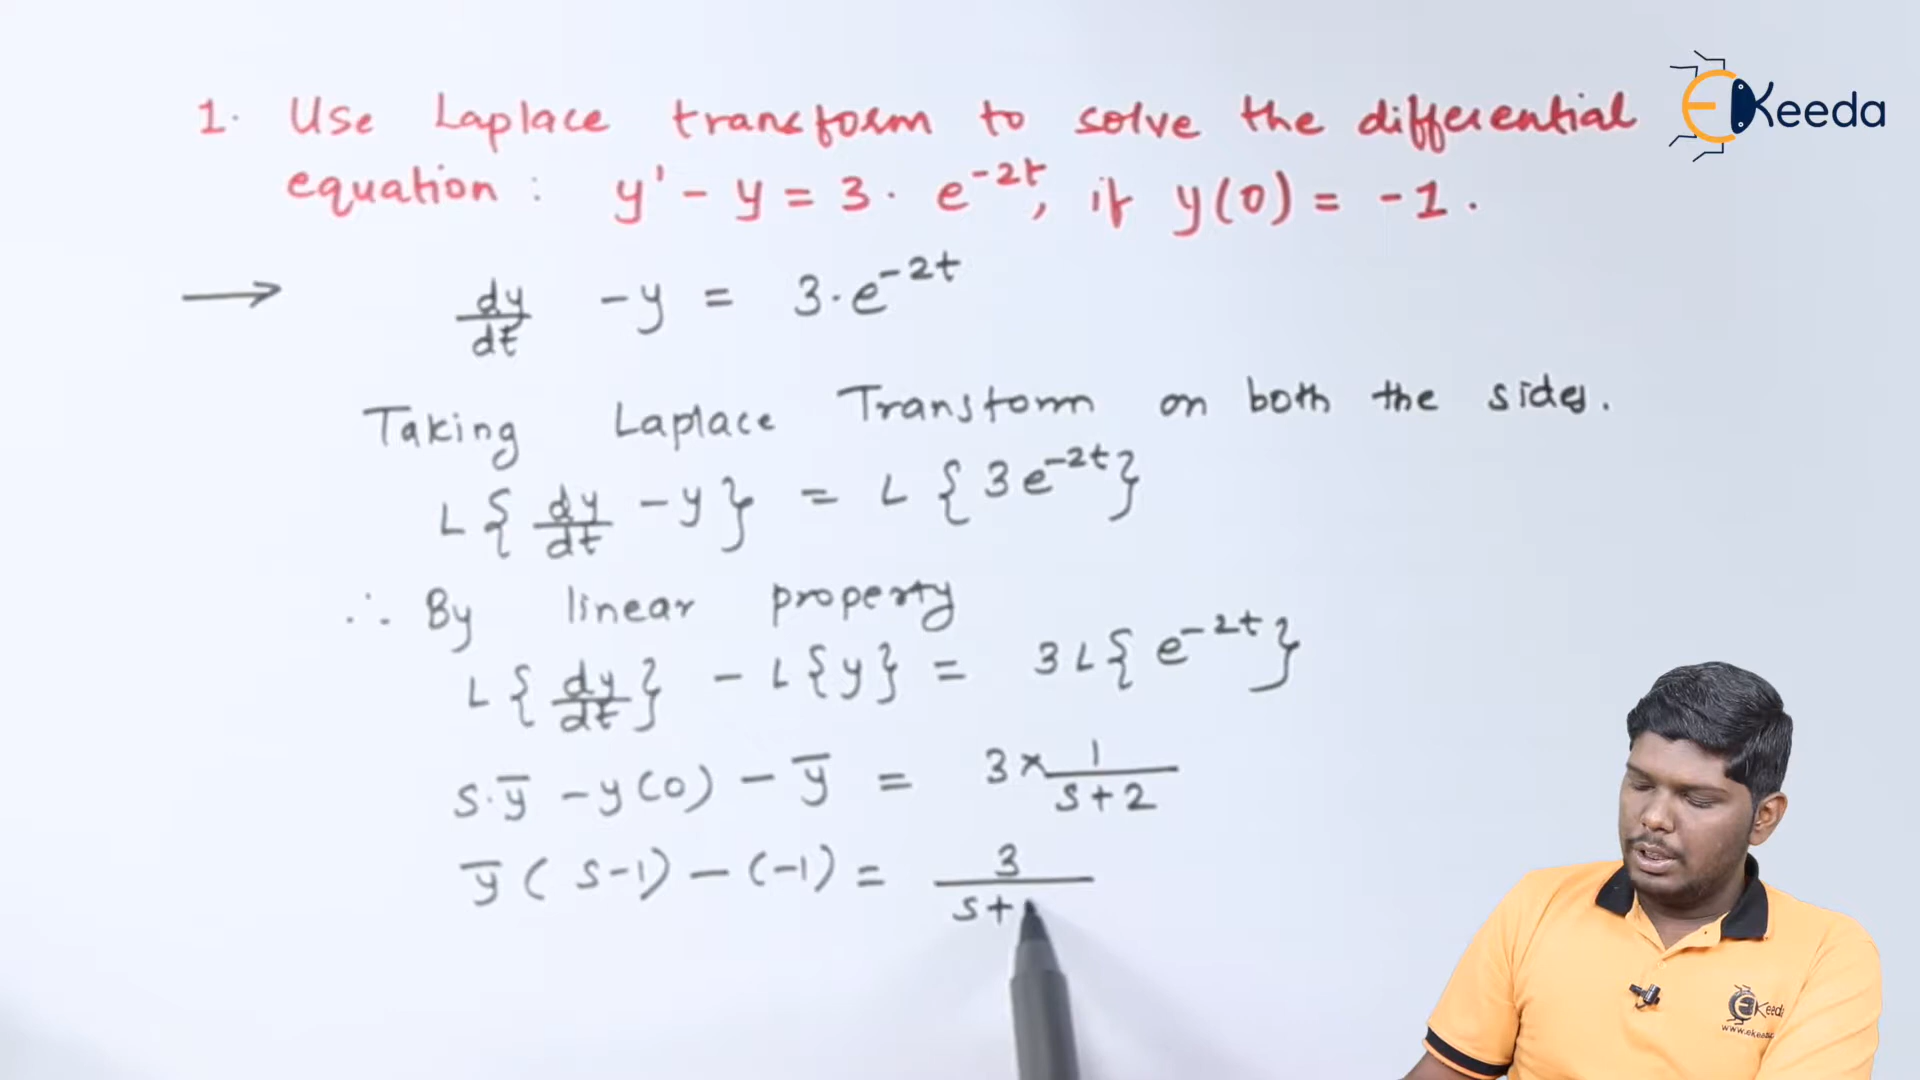 1. Use Laplace transform to solve the differential
equation : y' - y = 3 · e^-2t, if y(0) = -1.
EKeeda
→ dy/dt - y = 3·e^-2t
Taking Laplace Transform on both the sides.
L{dy/dt - y} = L{3e^-2t}
∴ By linear property
L{dy/dt} - L{y} = 3L{e^-2t}
s·ȳ - y(0) - ȳ = 3 × 1/(s+2)
ȳ(s-1) - (-1) = 3/(s+
EKeeda